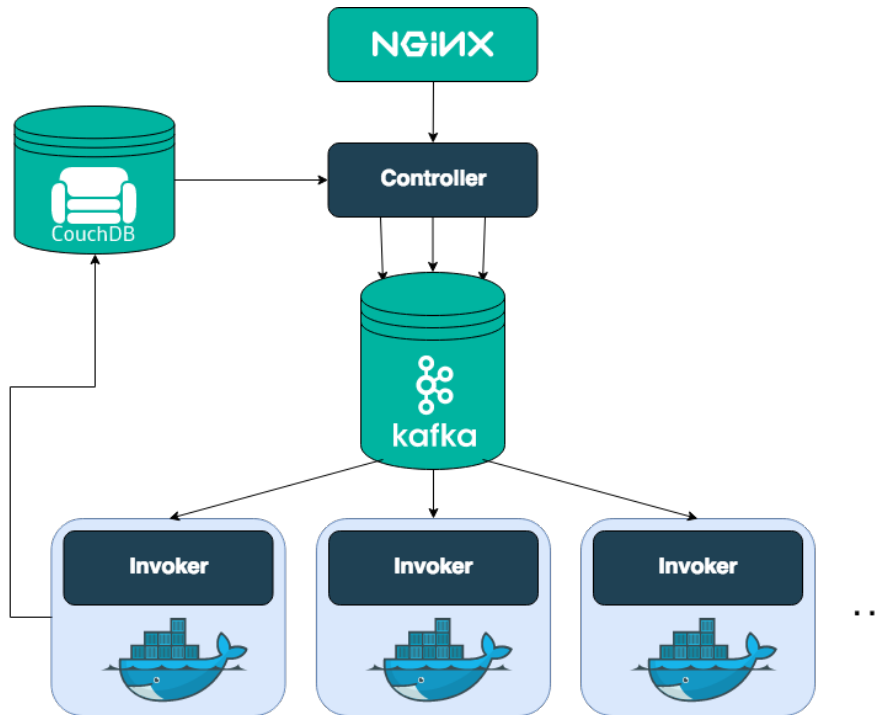 NGiNX
Controller
CouchDB
kafka
Invoker
Invoker
Invoker
..